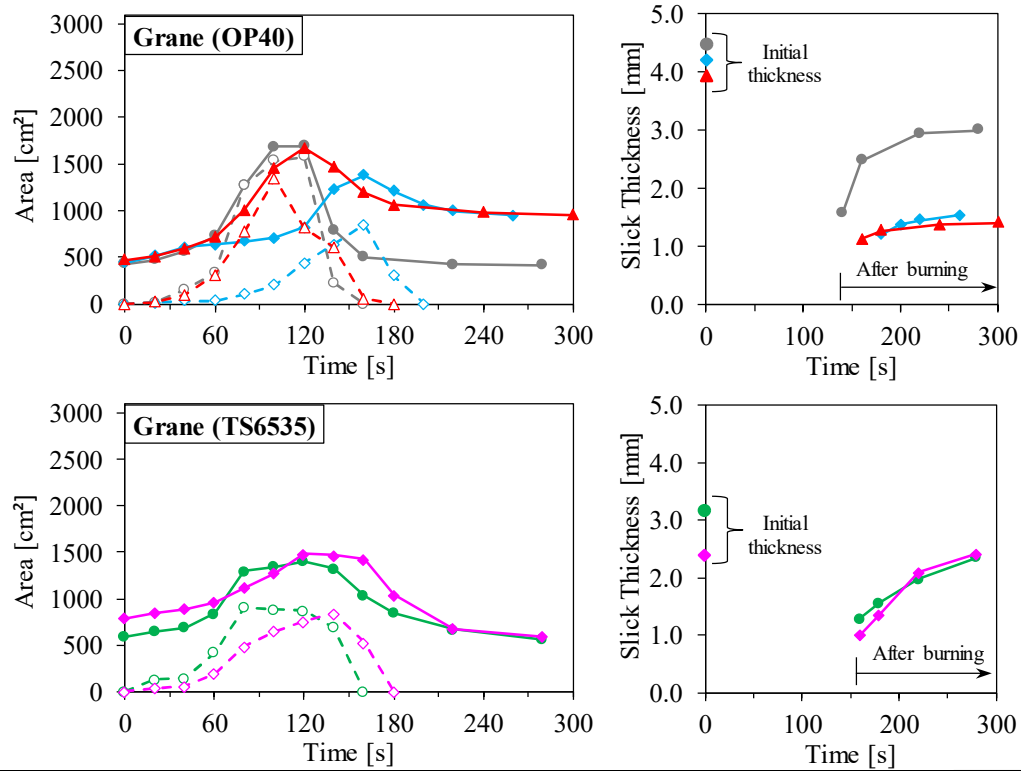 Grane (OP40)
Area [cm²]
3000
2500
2000
1500
1000
500
0
0 60 120 180 240 300
Time [s]
Slick Thickness [mm]
5.0
4.0
3.0
2.0
1.0
0.0
Initial
thickness
After burning
0 100 200 300
Time [s]
Grane (TS6535)
Area [cm²]
3000
2500
2000
1500
1000
500
0
0 60 120 180 240 300
Time [s]
Slick Thickness [mm]
5.0
4.0
3.0
2.0
1.0
0.0
Initial
thickness
After burning
0 100 200 300
Time [s]